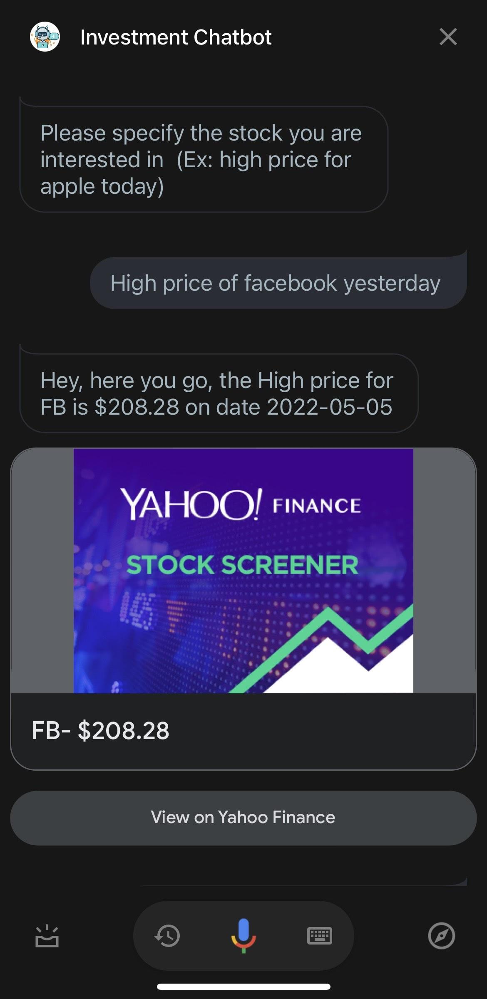 Investment Chatbot
Please specify the stock you are
interested in  (Ex: high price for
apple today)
High price of facebook yesterday
Hey, here you go, the High price for
FB is $208.28 on date 2022-05-05
YAHOO! FINANCE
STOCK SCREENER
FB- $208.28
View on Yahoo Finance